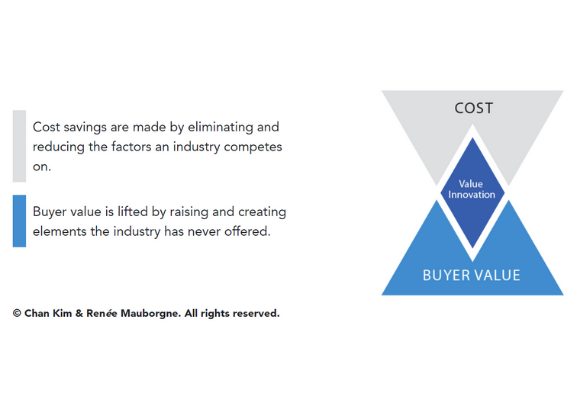 Cost savings are made by eliminating and
reducing the factors an industry competes
on.
Buyer value is lifted by raising and creating
elements the industry has never offered.
© Chan Kim & Renée Mauborgne. All rights reserved.
COST
Value
Innovation
BUYER VALUE